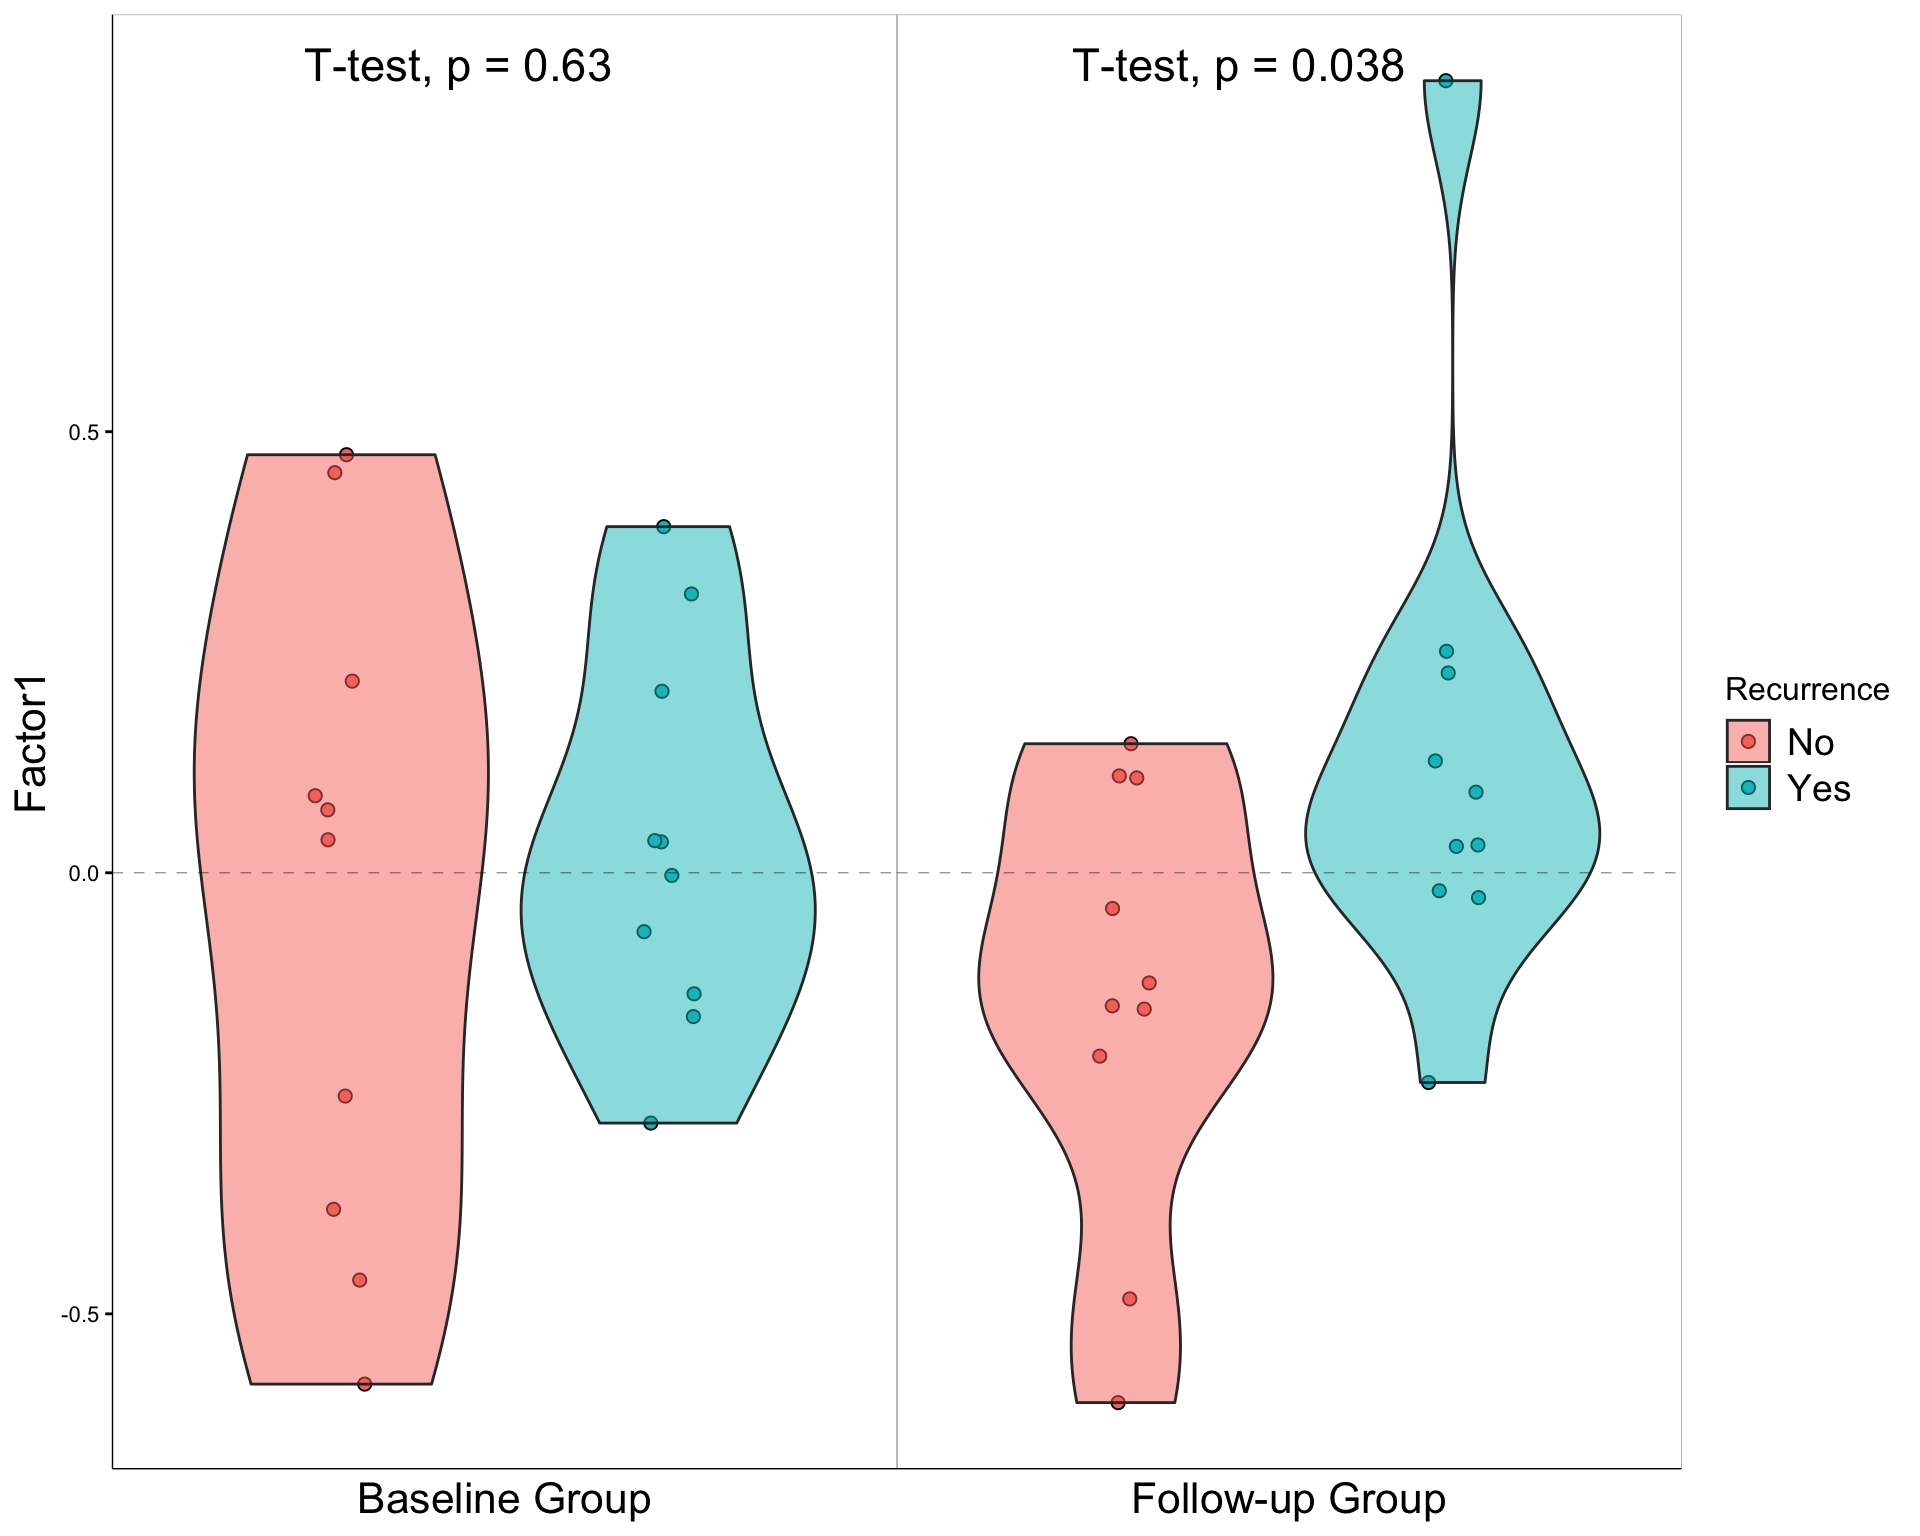 T-test, p = 0.63
T-test, p = 0.038
0.5
0.0
-0.5
Factor1
Baseline Group
Follow-up Group
Recurrence
No
Yes